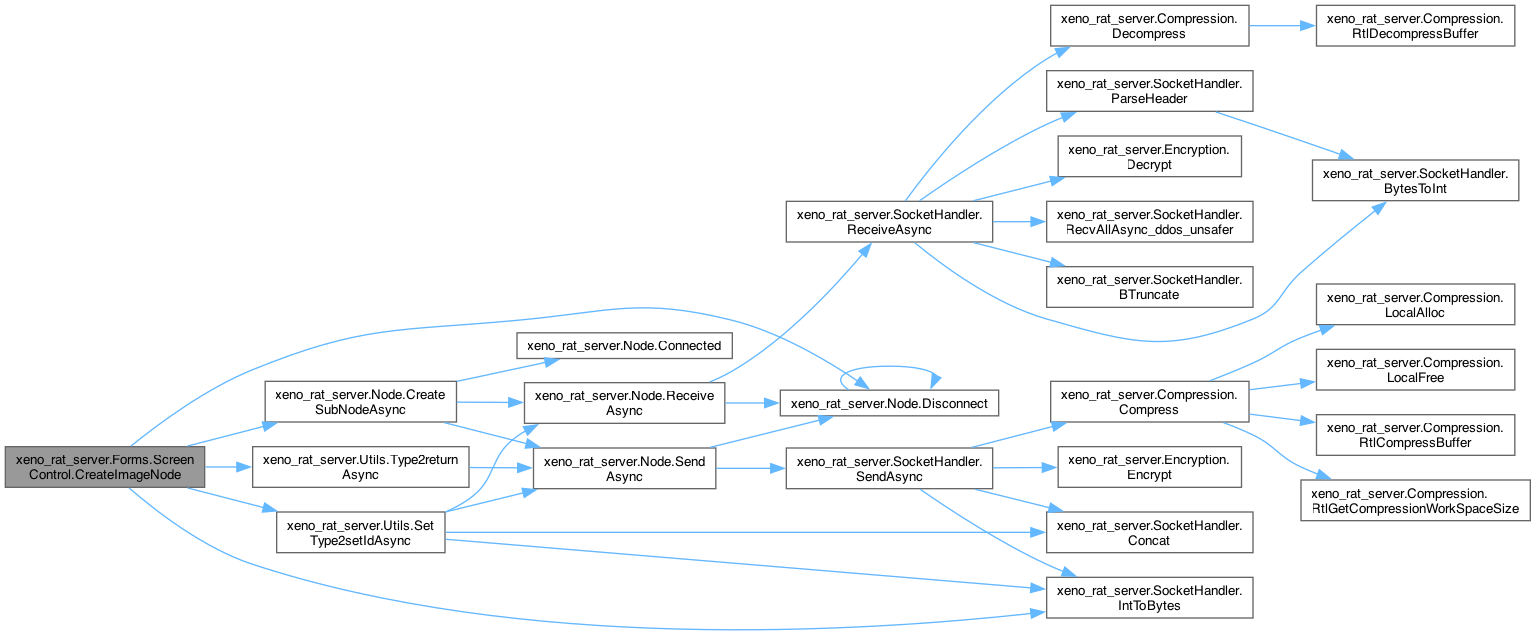 xeno_rat_server.Forms.Screen
Control.CreateImageNode
xeno_rat_server.Node.Create
SubNodeAsync
xeno_rat_server.Utils.Type2return
Async
xeno_rat_server.Utils.Set
Type2setIdAsync
xeno_rat_server.Node.Connected
xeno_rat_server.Node.Receive
Async
xeno_rat_server.Node.Send
Async
xeno_rat_server.SocketHandler.
ReceiveAsync
xeno_rat_server.Node.Disconnect
xeno_rat_server.SocketHandler.
SendAsync
xeno_rat_server.Compression.
Decompress
xeno_rat_server.SocketHandler.
ParseHeader
xeno_rat_server.Encryption.
Decrypt
xeno_rat_server.SocketHandler.
RecvAllAsync_ddos_unsafer
xeno_rat_server.SocketHandler.
BTruncate
xeno_rat_server.Compression.
Compress
xeno_rat_server.Encryption.
Encrypt
xeno_rat_server.SocketHandler.
Concat
xeno_rat_server.SocketHandler.
IntToBytes
xeno_rat_server.Compression.
RtlDecompressBuffer
xeno_rat_server.SocketHandler.
BytesToInt
xeno_rat_server.Compression.
LocalAlloc
xeno_rat_server.Compression.
LocalFree
xeno_rat_server.Compression.
RtlCompressBuffer
xeno_rat_server.Compression.
RtlGetCompressionWorkSpaceSize